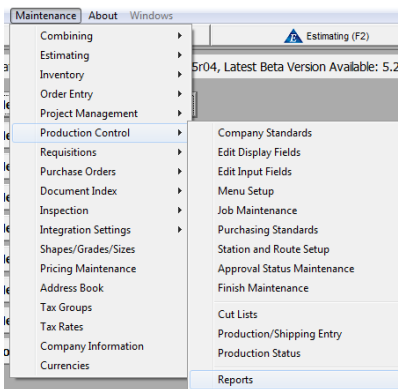 Maintenance About Windows
Estimating (F2)
5r04, Latest Beta Version Available: 5.2
Combining
Estimating
Inventory
Order Entry
Project Management
Production Control
Requisitions
Purchase Orders
Document Index
Inspection
Integration Settings
Shapes/Grades/Sizes
Pricing Maintenance
Address Book
Tax Groups
Tax Rates
Company Information
Currencies
Company Standards
Edit Display Fields
Edit Input Fields
Menu Setup
Job Maintenance
Purchasing Standards
Station and Route Setup
Approval Status Maintenance
Finish Maintenance
Cut Lists
Production/Shipping Entry
Production Status
Reports